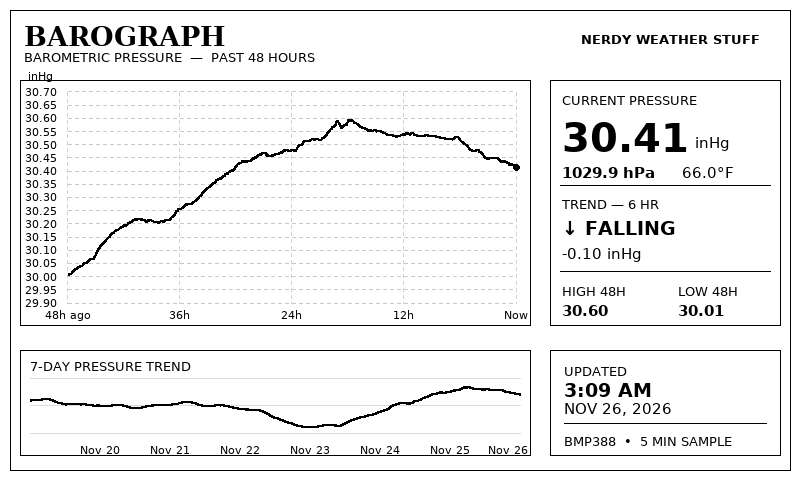 BAROGRAPH
BAROMETRIC PRESSURE — PAST 48 HOURS
NERDY WEATHER STUFF
inHg
30.70
30.65
30.60
30.55
30.50
30.45
30.40
30.35
30.30
30.25
30.20
30.15
30.10
30.05
30.00
29.95
29.90
48h ago 36h 24h 12h Now
CURRENT PRESSURE
30.41 inHg
1029.9 hPa 66.0°F
TREND — 6 HR
↓ FALLING
-0.10 inHg
HIGH 48H LOW 48H
30.60 30.01
7-DAY PRESSURE TREND
Nov 20 Nov 21 Nov 22 Nov 23 Nov 24 Nov 25 Nov 26
UPDATED
3:09 AM
NOV 26, 2026
BMP388 • 5 MIN SAMPLE